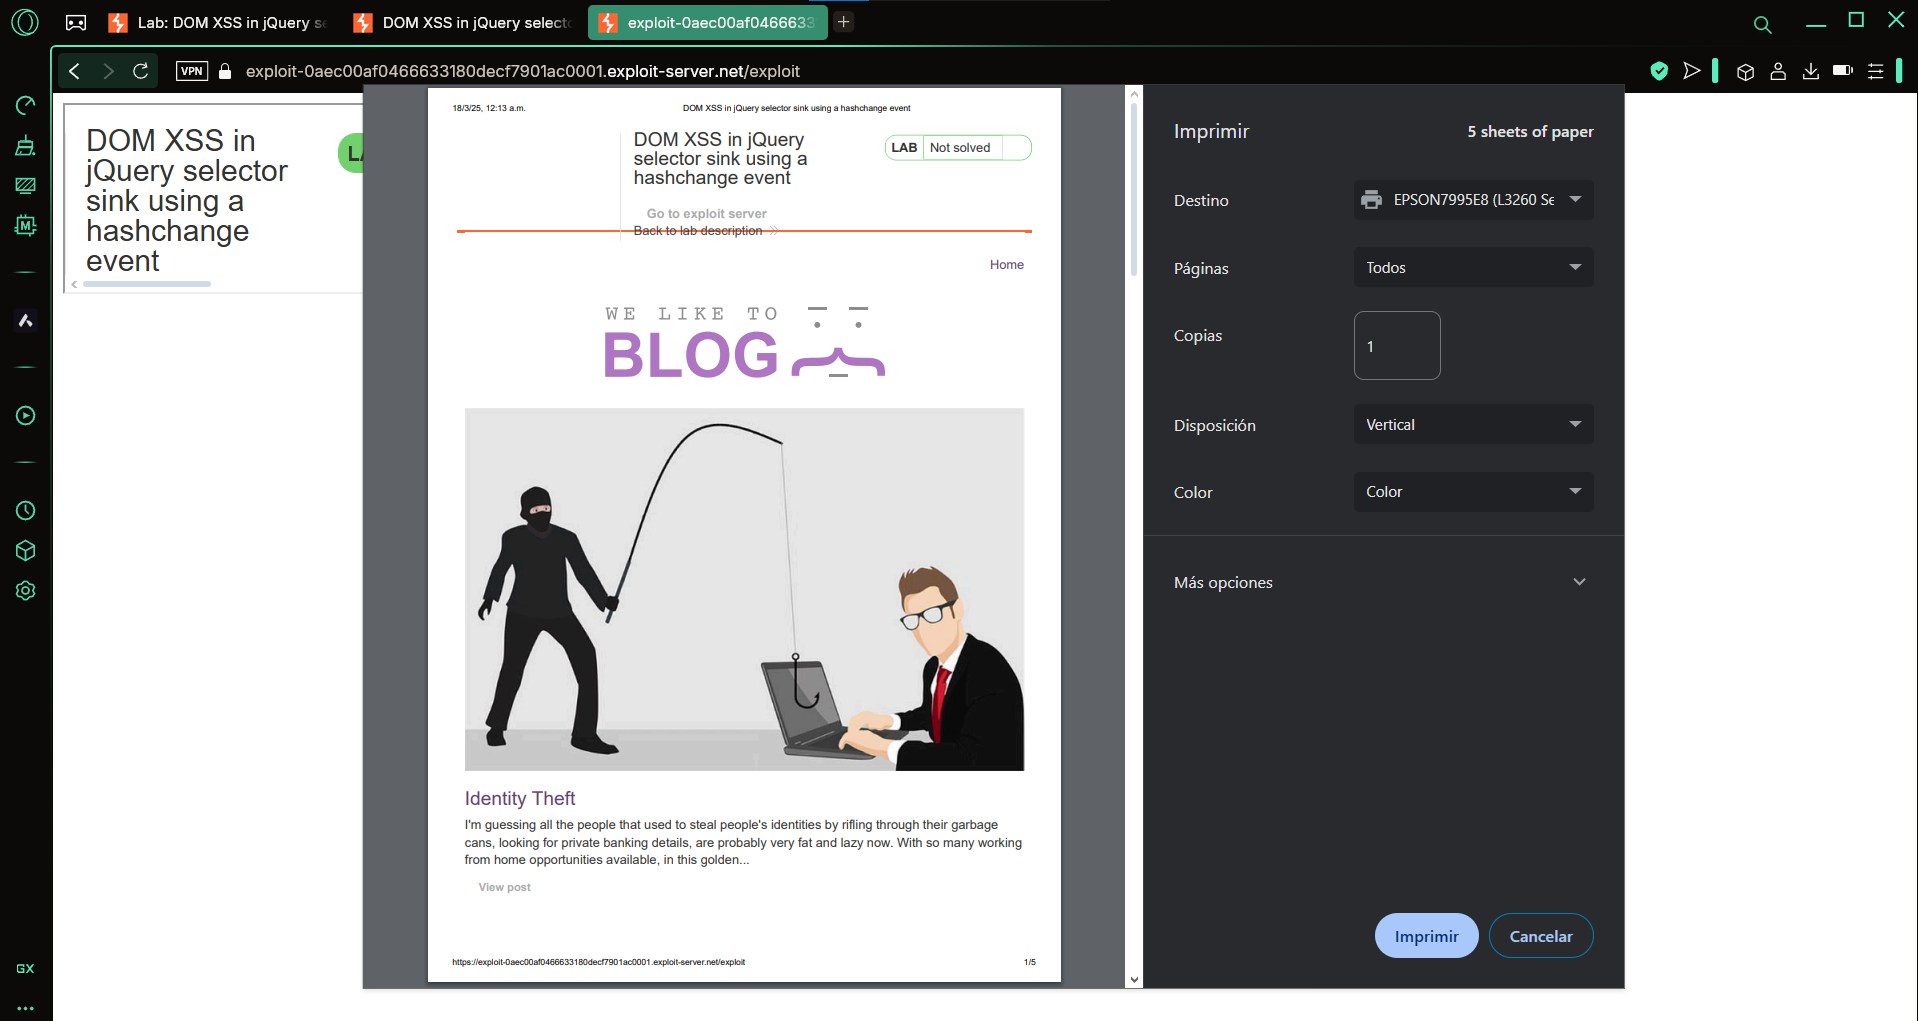 Lab: DOM XSS in jQuery se
DOM XSS in jQuery select
exploit-0aec00af0466633
VPN
exploit-0aec00af0466633180decf7901ac0001.exploit-server.net/exploit
DOM XSS in
jQuery selector
sink using a
hashchange
event
LA
18/3/25, 12:13 a.m.
DOM XSS in jQuery selector sink using a hashchange event
DOM XSS in jQuery
selector sink using a
hashchange event
LAB
Not solved
Go to exploit server
Back to lab description
Home
WE LIKE TO
BLOG
Identity Theft
I'm guessing all the people that used to steal people's identities by rifling through their garbage
cans, looking for private banking details, are probably very fat and lazy now. With so many working
from home opportunities available, in this golden...
View post
https://exploit-0aec00af0466633180decf7901ac0001.exploit-server.net/exploit
1/5
Imprimir
5 sheets of paper
Destino
EPSON7995E8 (L3260 Se
Páginas
Todos
Copias
1
Disposición
Vertical
Color
Color
Más opciones
Imprimir
Cancelar
M
GX